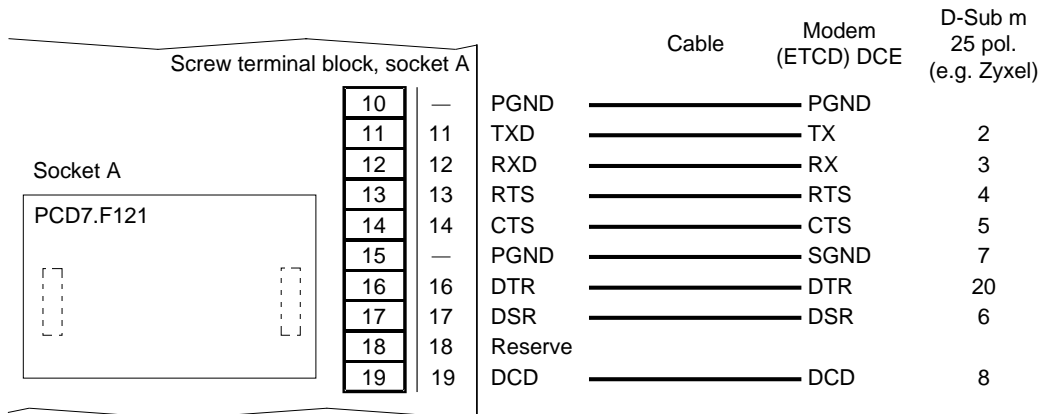 D-Sub m
Cable Modem 25 pol.
(ETCD) DCE (e.g. Zyxel)
Screw terminal block, socket A
10 — PGND PGND
11 11 TXD TX 2
12 12 RXD RX 3
Socket A
13 13 RTS RTS 4
PCD7.F121
14 14 CTS CTS 5
15 — PGND SGND 7
16 16 DTR DTR 20
17 17 DSR DSR 6
18 18 Reserve
19 19 DCD DCD 8